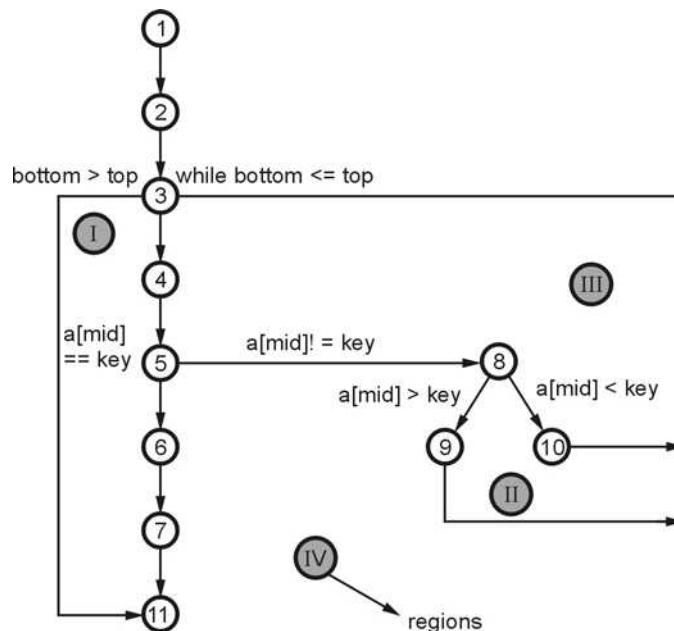 1
2
bottom > top
while bottom <= top
3
I
4
III
a[mid]
== key
5
a[mid]! = key
8
a[mid] > key
a[mid] < key
6
9
10
II
7
IV
11
regions